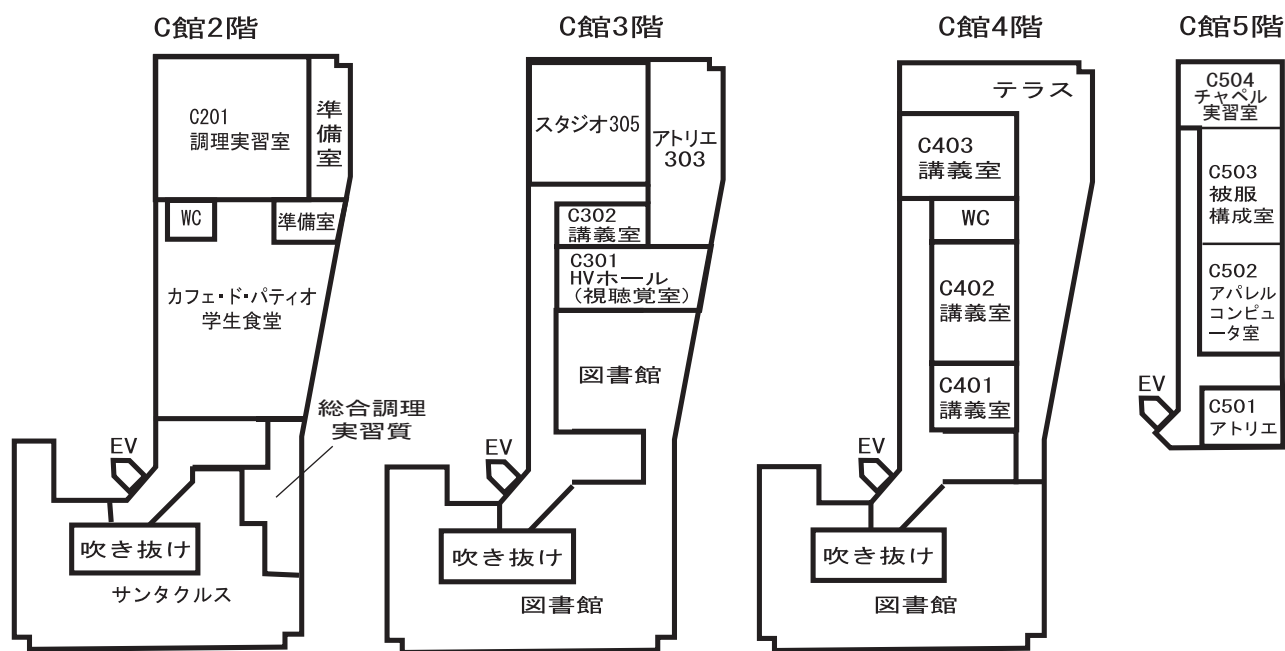 C館2階
C201
調理実習室
準
備
室
WC
準備室
カフェ・ド・パティオ
学生食堂
総合調理
実習質
EV
吹き抜け
サンタクルス
C館3階
スタジオ305
アトリエ
303
C302
講義室
C301
HVホール
(視聴覚室)
図書館
EV
吹き抜け
図書館
C館4階
テラス
C403
講義室
WC
C402
講義室
C401
講義室
EV
吹き抜け
図書館
C館5階
C504
チャペル
実習室
C503
被服
構成室
C502
アパレル
コンピュ
ータ室
EV
C501
アトリエ